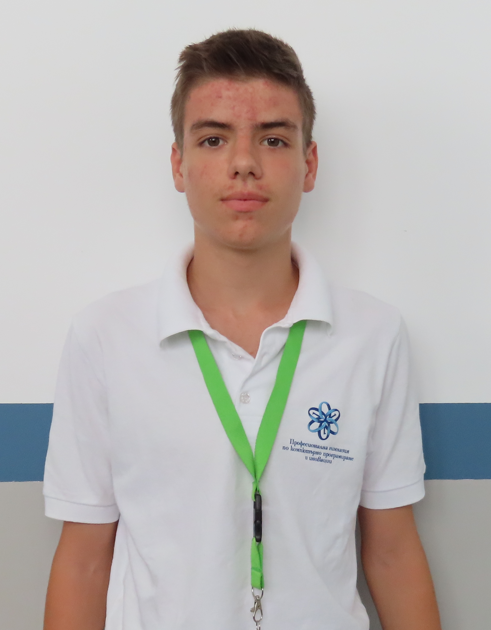 Професионална гимназия
по компютърно програмиране
и иновации